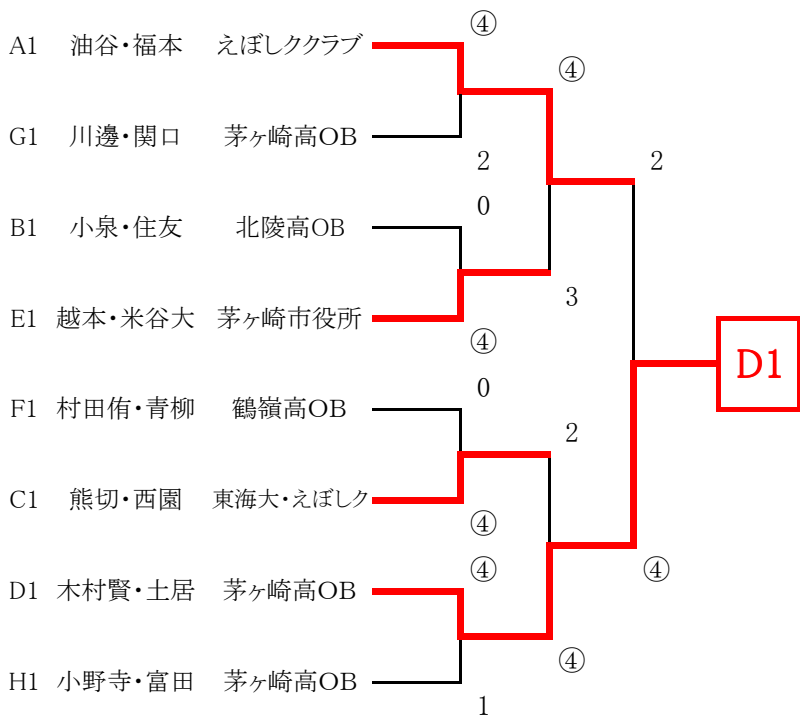 ④
A1 油谷・福本 えぼしククラブ
④
G1 川邊・関口 茅ヶ崎高OB
2
2
0
B1 小泉・住友 北陵高OB
3
E1 越本・米谷大 茅ヶ崎市役所
④
D1
0
F1 村田侑・青柳 鶴嶺高OB
2
C1 熊切・西園 東海大・えぼしク
④
④
④
D1 木村賢・土居 茅ヶ崎高OB
④
H1 小野寺・富田 茅ヶ崎高OB
1